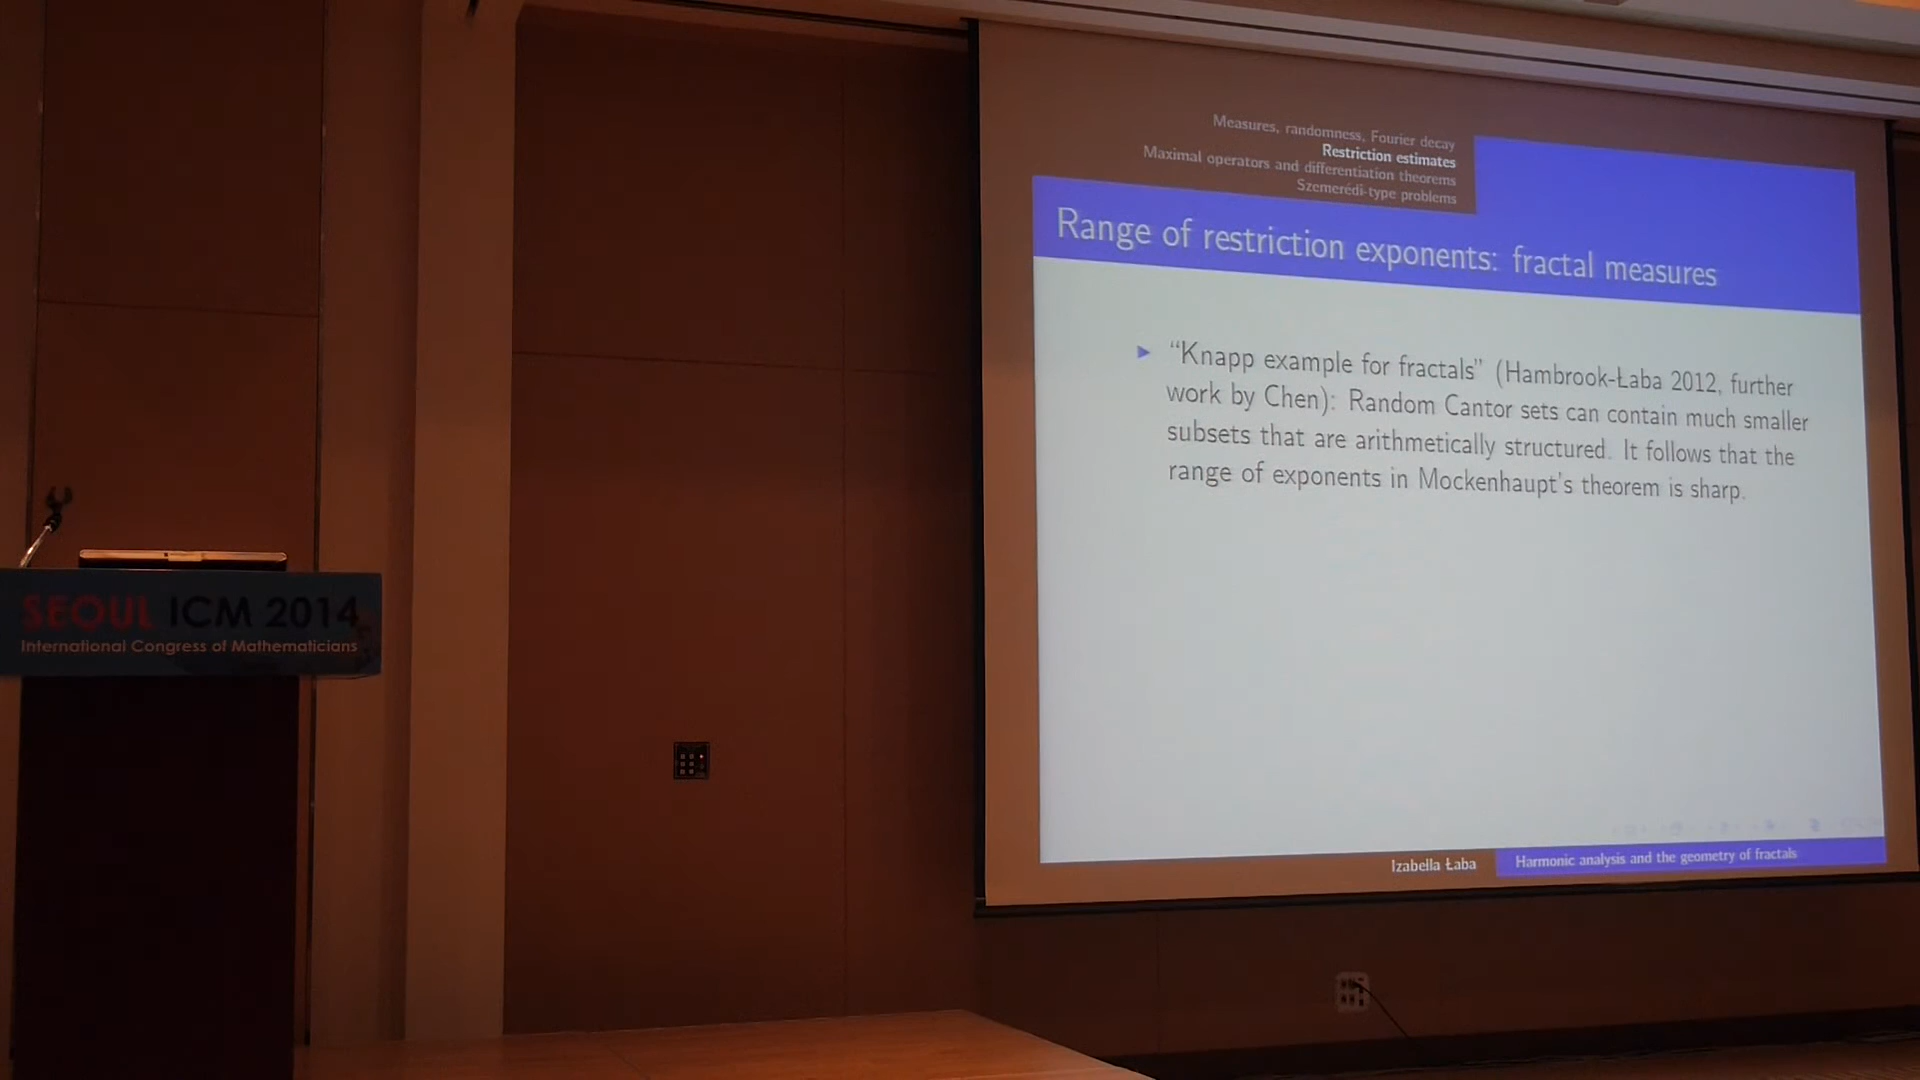 Measures, randomness, Fourier decay
Restriction estimates
Maximal operators and differentiation theorems
Szemerédi-type problems
Range of restriction exponents: fractal measures
“Knapp example for fractals” (Hambrook-Łaba 2012, further
work by Chen): Random Cantor sets can contain much smaller
subsets that are arithmetically structured. It follows that the
range of exponents in Mockenhaupt's theorem is sharp.
Izabella Łaba
Harmonic analysis and the geometry of fractals
SEOUL ICM 2014
International Congress of Mathematicians